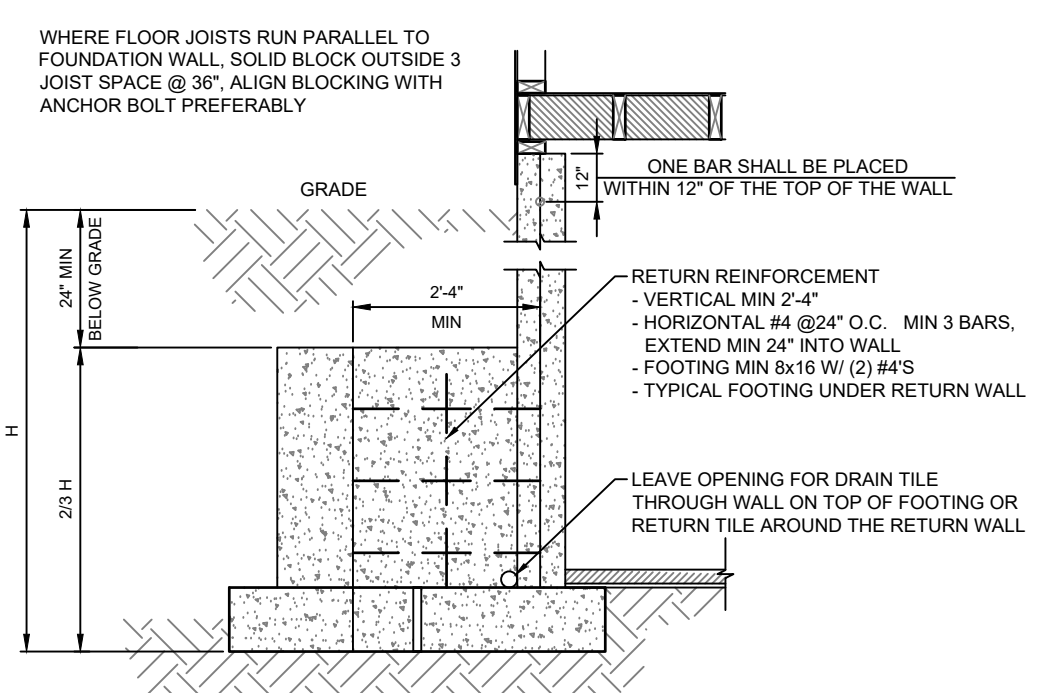 WHERE FLOOR JOISTS RUN PARALLEL TO
FOUNDATION WALL, SOLID BLOCK OUTSIDE 3
JOIST SPACE @ 36", ALIGN BLOCKING WITH
ANCHOR BOLT PREFERABLY
12"
ONE BAR SHALL BE PLACED
WITHIN 12" OF THE TOP OF THE WALL
GRADE
24" MIN
BELOW GRADE
2'-4"
MIN
RETURN REINFORCEMENT
- VERTICAL MIN 2'-4"
- HORIZONTAL #4 @24" O.C. MIN 3 BARS,
EXTEND MIN 24" INTO WALL
- FOOTING MIN 8x16 W/ (2) #4'S
- TYPICAL FOOTING UNDER RETURN WALL
H
2/3 H
LEAVE OPENING FOR DRAIN TILE
THROUGH WALL ON TOP OF FOOTING OR
RETURN TILE AROUND THE RETURN WALL